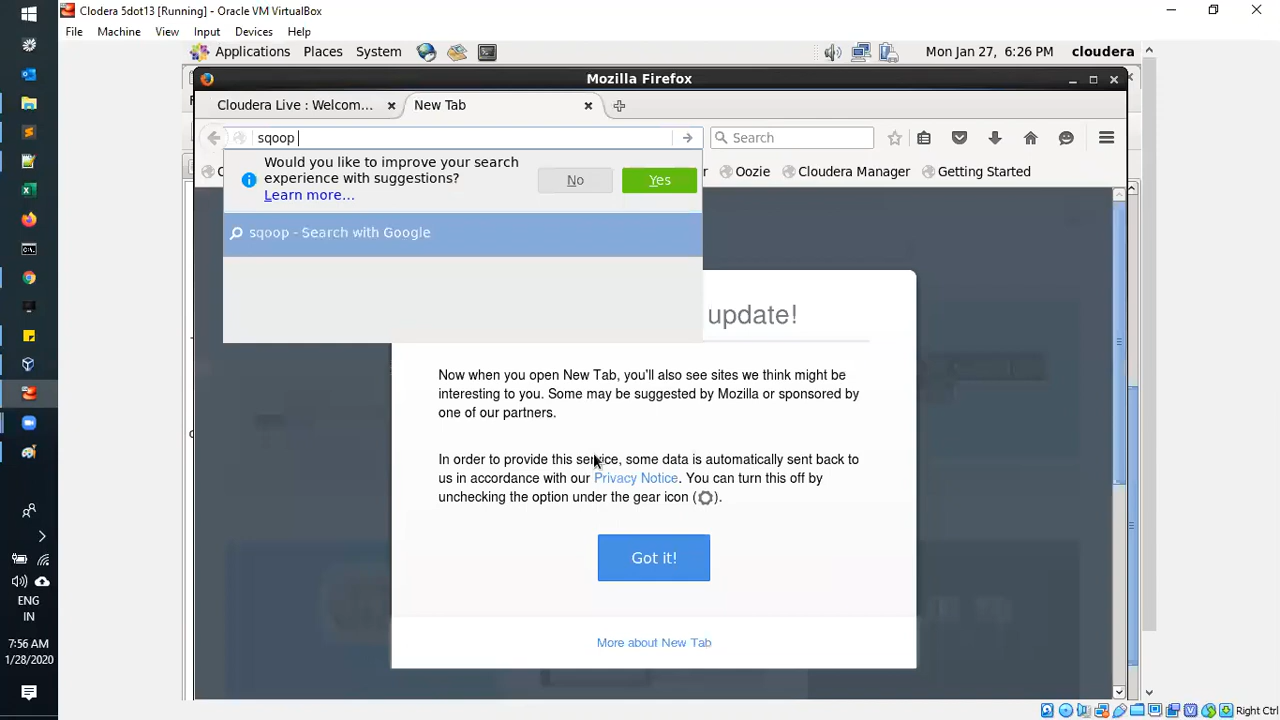 Clodera 5dot13 [Running] - Oracle VM VirtualBox
File Machine View Input Devices Help
Applications Places System Mon Jan 27, 6:26 PM cloudera
Mozilla Firefox
Cloudera Live : Welcom... New Tab
sqoop Search
Would you like to improve your search
experience with suggestions?
Learn more...
No Yes
Oozie Cloudera Manager Getting Started
sqoop - Search with Google
update!
Now when you open New Tab, you'll also see sites we think might be
interesting to you. Some may be suggested by Mozilla or sponsored by
one of our partners.
In order to provide this service, some data is automatically sent back to
us in accordance with our Privacy Notice. You can turn this off by
unchecking the option under the gear icon ( ).
Got it!
More about New Tab
ENG
IN
7:56 AM
1/28/2020
Right Ctrl